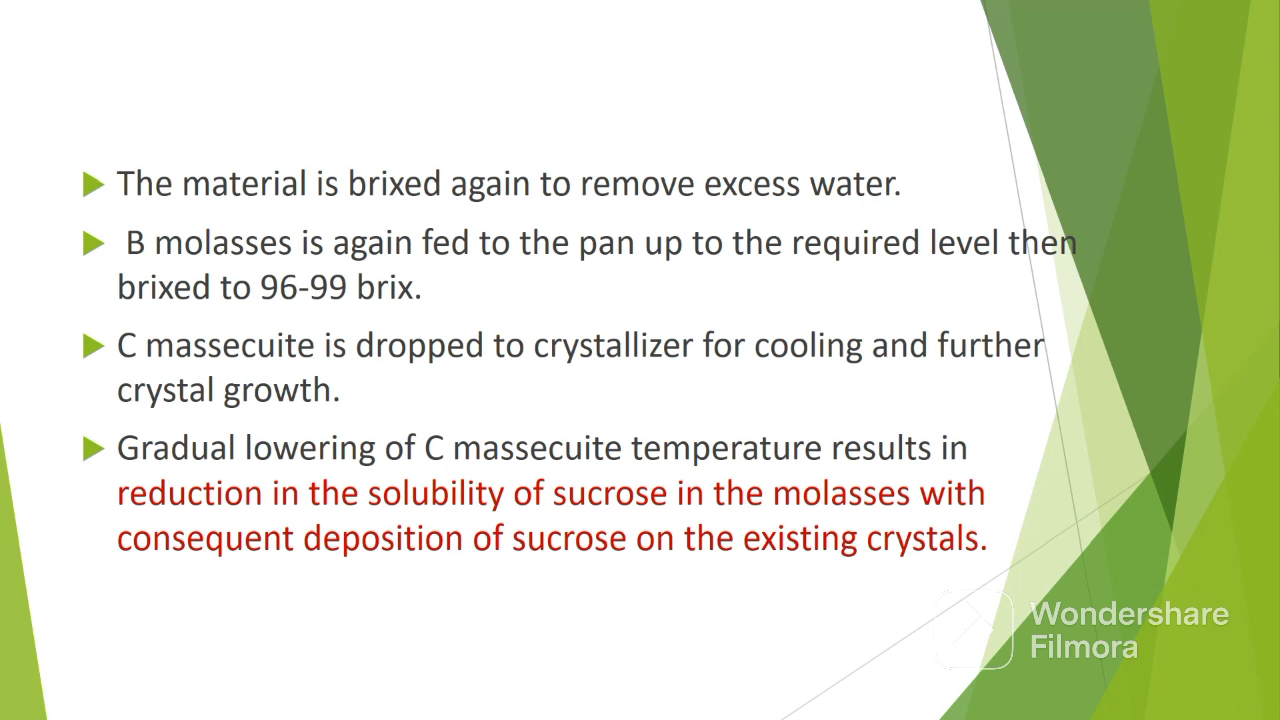 The material is brixed again to remove excess water.
B molasses is again fed to the pan up to the required level then
brixed to 96-99 brix.
C massecuite is dropped to crystallizer for cooling and further
crystal growth.
Gradual lowering of C massecuite temperature results in
reduction in the solubility of sucrose in the molasses with
consequent deposition of sucrose on the existing crystals.
Wondershare
Filmora